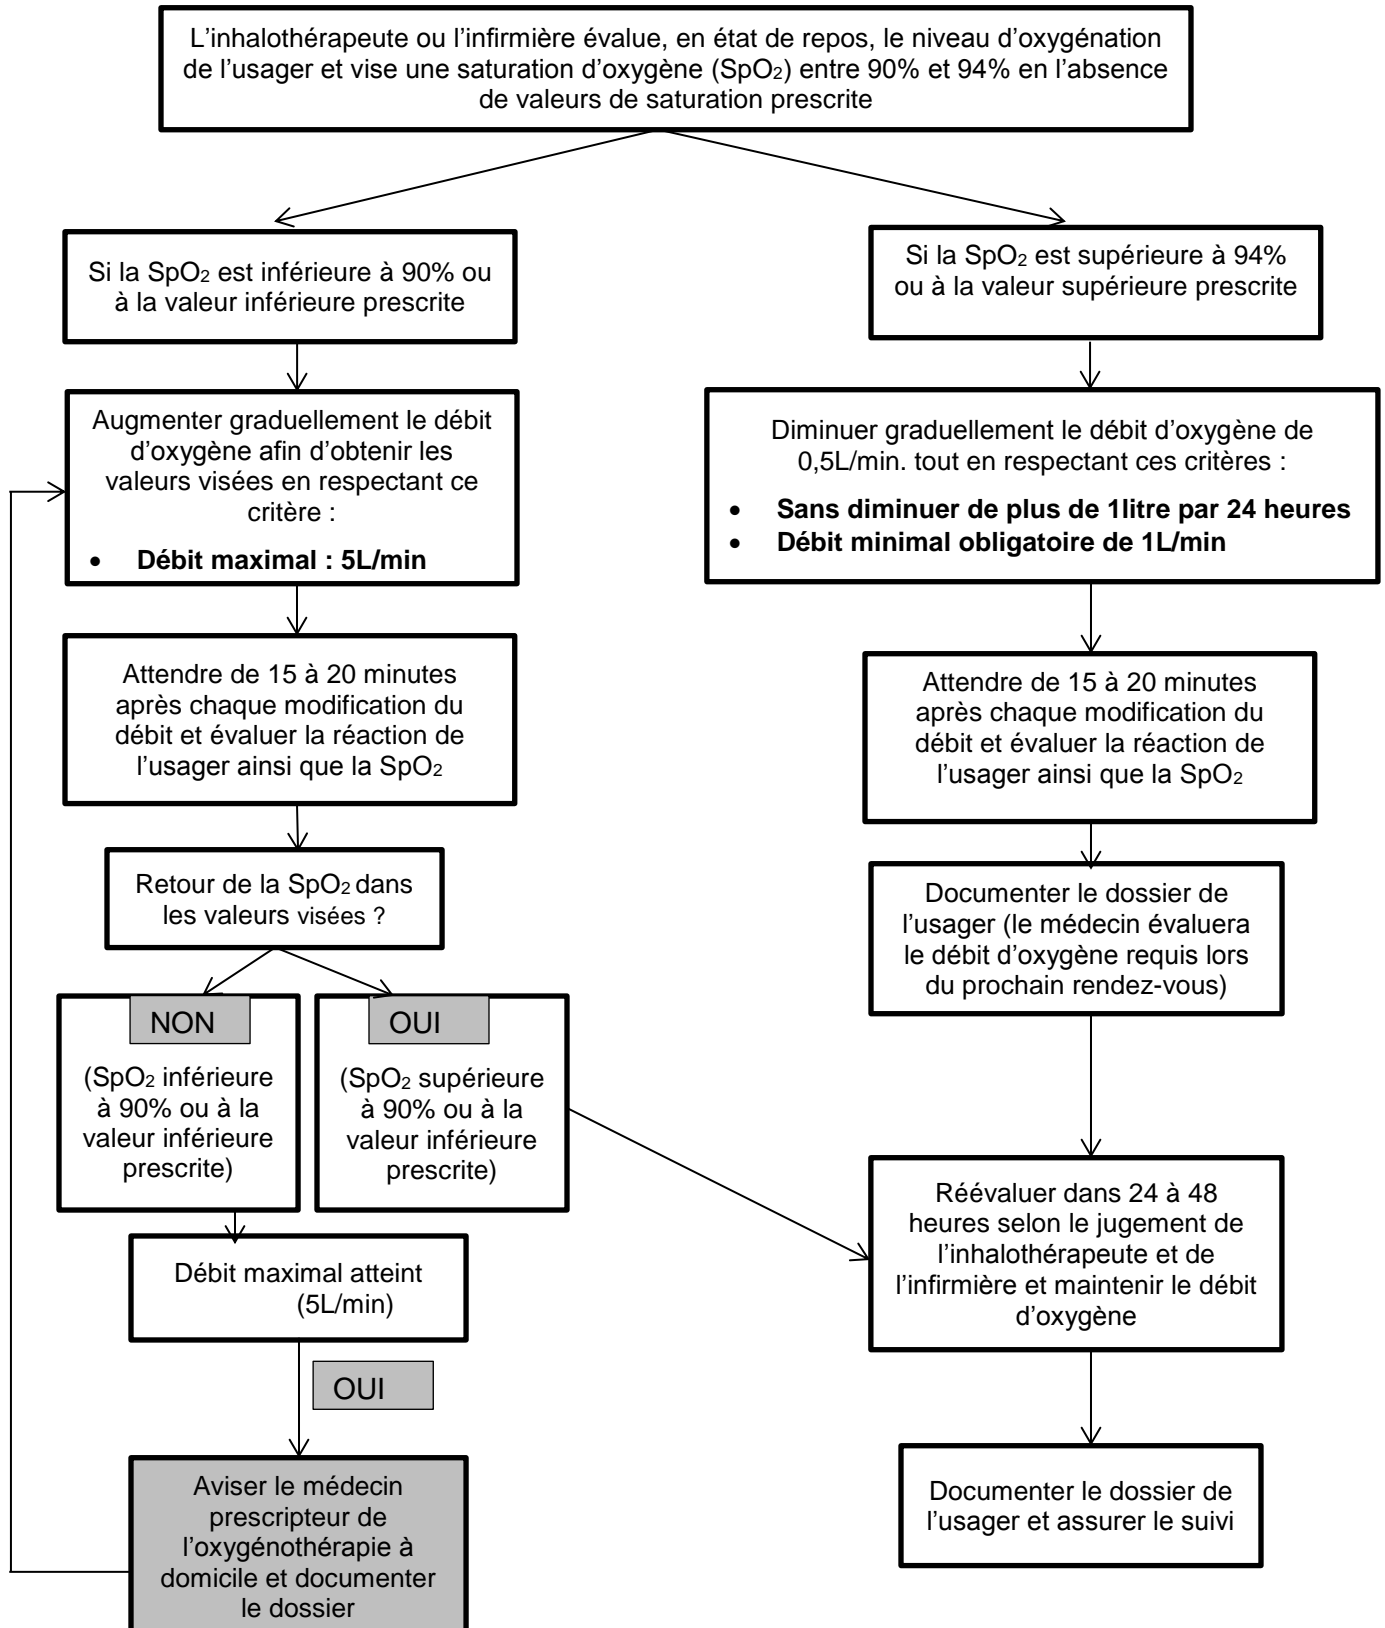 L'inhalothérapeute ou l'infirmière évalue, en état de repos, le niveau d'oxygénation
de l'usager et vise une saturation d'oxygène (SpO2) entre 90% et 94% en l'absence
de valeurs de saturation prescrite
Si la SpO2 est inférieure à 90% ou
à la valeur inférieure prescrite
Augmenter graduellement le débit
d'oxygène afin d'obtenir les
valeurs visées en respectant ce
critère :
• Débit maximal : 5L/min
Attendre de 15 à 20 minutes
après chaque modification du
débit et évaluer la réaction de
l'usager ainsi que la SpO2
Retour de la SpO2 dans
les valeurs visées ?
NON
(SpO2 inférieure
à 90% ou à la
valeur inférieure
prescrite)
OUI
(SpO2 supérieure
à 90% ou à la
valeur inférieure
prescrite)
Débit maximal atteint
(5L/min)
OUI
Aviser le médecin
prescripteur de
l'oxygénothérapie à
domicile et documenter
le dossier
Si la SpO2 est supérieure à 94%
ou à la valeur supérieure prescrite
Diminuer graduellement le débit d'oxygène de
0,5L/min. tout en respectant ces critères :
• Sans diminuer de plus de 1litre par 24 heures
• Débit minimal obligatoire de 1L/min
Attendre de 15 à 20 minutes
après chaque modification du
débit et évaluer la réaction de
l'usager ainsi que la SpO2
Documenter le dossier de
l'usager (le médecin évaluera
le débit d'oxygène requis lors
du prochain rendez-vous)
Réévaluer dans 24 à 48
heures selon le jugement de
l'inhalothérapeute et de
l'infirmière et maintenir le débit
d'oxygène
Documenter le dossier de
l'usager et assurer le suivi